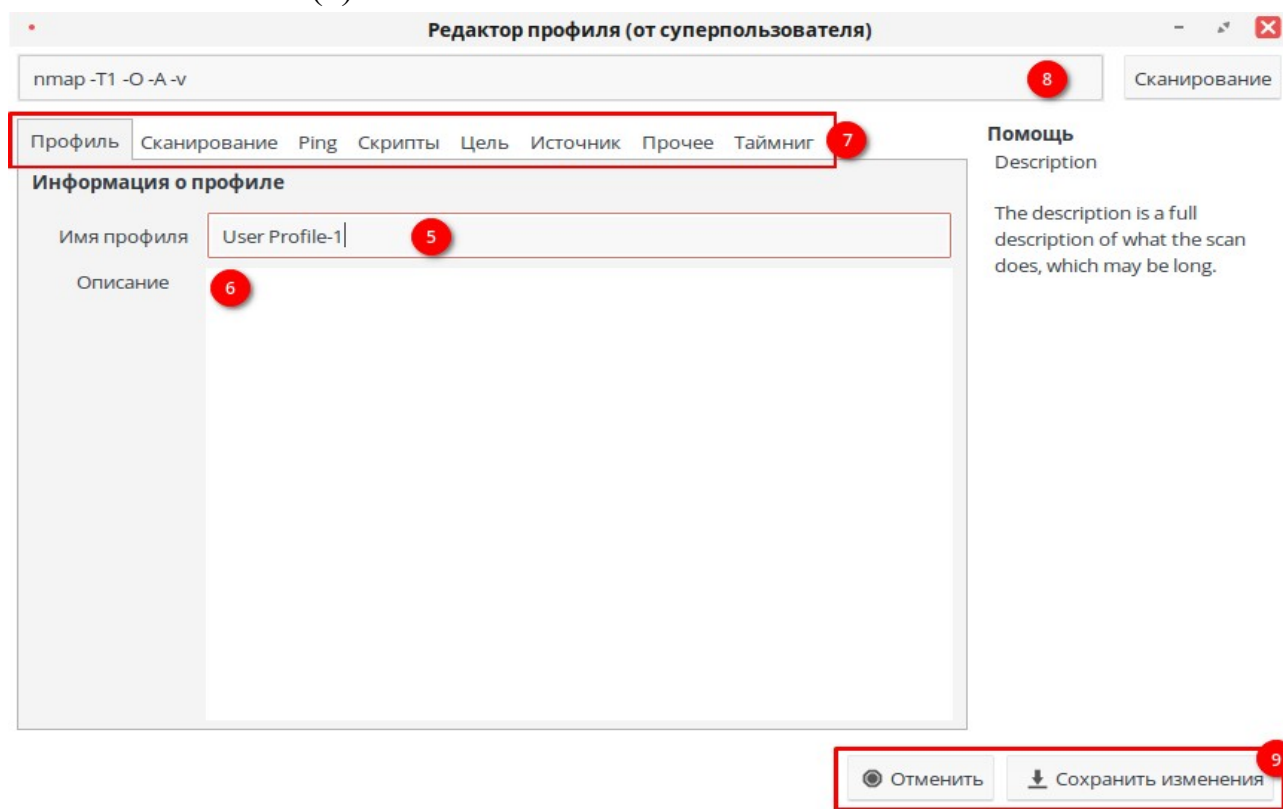 Редактор профиля (от суперпользователя)
nmap -T1 -O -A -v
8
Сканирование
Профиль Сканирование Ping Скрипты Цель Источник Прочее Таймниг
7
Помощь
Description
Информация о профиле
The description is a full
description of what the scan
does, which may be long.
Имя профиля User Profile-1
5
Описание
6
Отменить Сохранить изменения
9